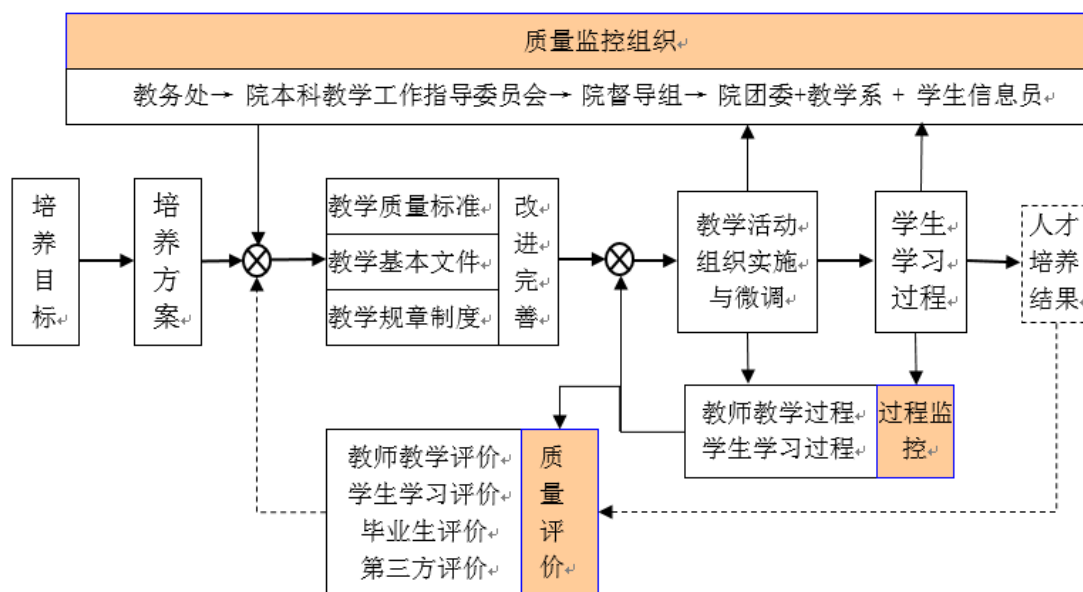 质量监控组织
教务处→ 院本科教学工作指导委员会→ 院督导组→ 院团委+教学系 + 学生信息员
培养目标
培养方案
教学质量标准
教学基本文件
教学规章制度
改进完善
教学活动
组织实施
与微调
学生
学习
过程
人才
培养
结果
教师教学过程
学生学习过程
过程监
控
教师教学评价
学生学习评价
毕业生评价
第三方评价
质量评价